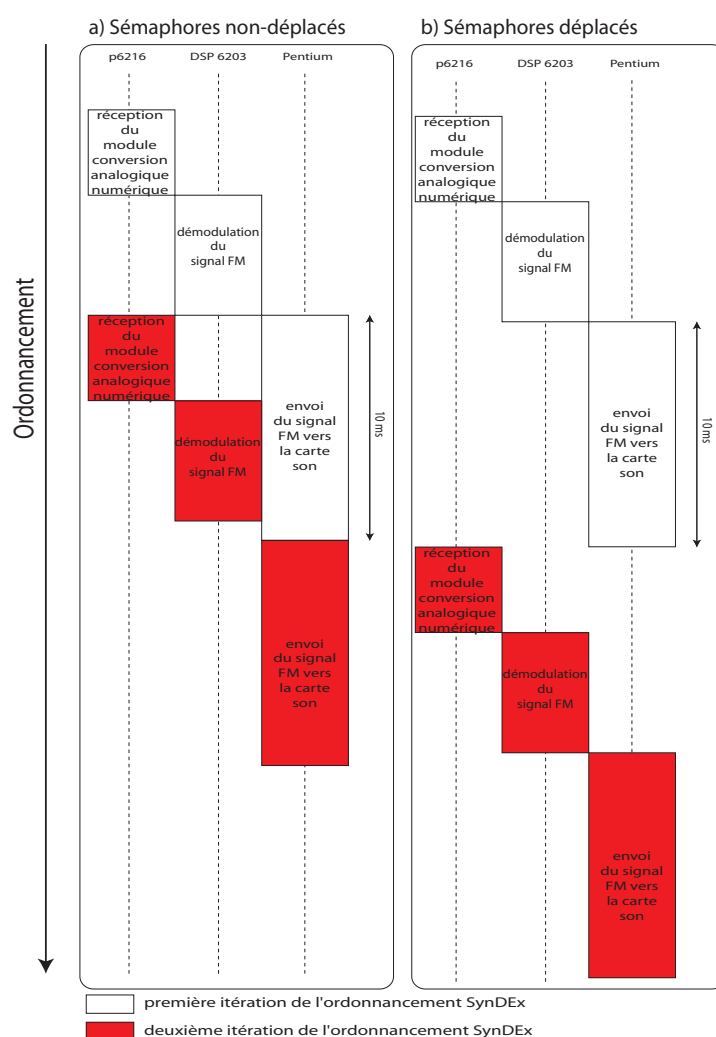 a) Sémaphores non-déplacés
b) Sémaphores déplacés
Ordonnancement
p6216
DSP 6203
Pentium
réception
du
module
conversion
analogique
numérique
démodulation
du
signal FM
envoi
du signal
FM vers
la carte
son
10 ms
réception
du
module
conversion
analogique
numérique
démodulation
du
signal FM
envoi
du signal
FM vers
la carte
son
p6216
DSP 6203
Pentium
réception
du
module
conversion
analogique
numérique
démodulation
du
signal FM
envoi
du signal
FM vers
la carte
son
10 ms
réception
du
module
conversion
analogique
numérique
démodulation
du
signal FM
envoi
du signal
FM vers
la carte
son
première itération de l'ordonnancement SynDEx
deuxième itération de l'ordonnancement SynDEx